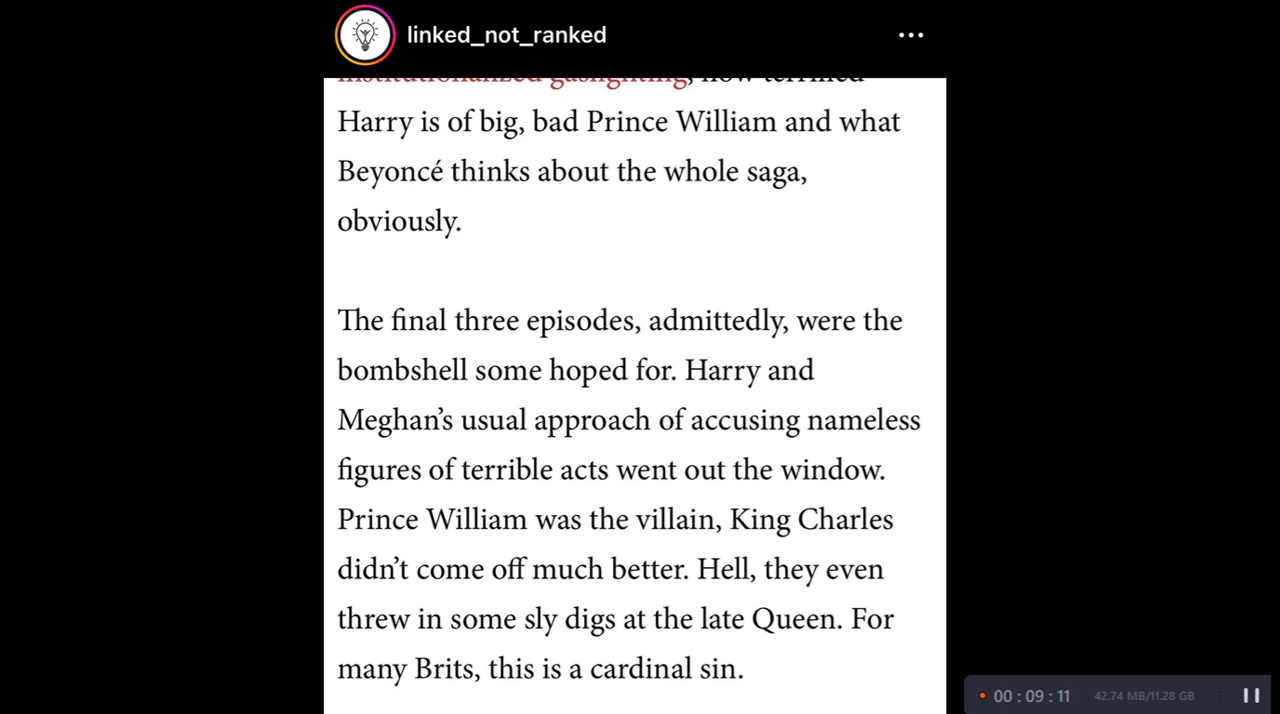 linked_not_ranked
institutionalized gaslighting, how terrified
Harry is of big, bad Prince William and what
Beyoncé thinks about the whole saga,
obviously.
The final three episodes, admittedly, were the
bombshell some hoped for. Harry and
Meghan’s usual approach of accusing nameless
figures of terrible acts went out the window.
Prince William was the villain, King Charles
didn’t come off much better. Hell, they even
threw in some sly digs at the late Queen. For
many Brits, this is a cardinal sin.
00 : 09 : 11 42.74 MB/11.28 GB